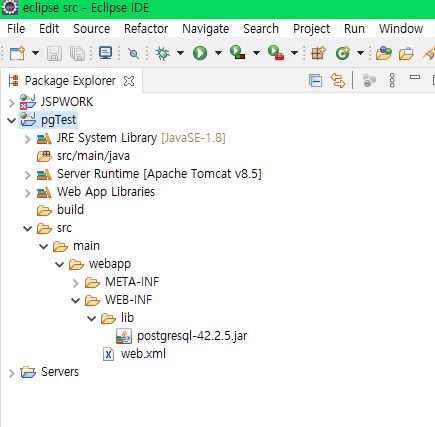 eclipse src - Eclipse IDE
File Edit Source Refactor Navigate Search Project Run Window
Package Explorer
JSPWORK
pgTest
JRE System Library [JavaSE-1.8]
src/main/java
Server Runtime [Apache Tomcat v8.5]
Web App Libraries
build
src
main
webapp
META-INF
WEB-INF
lib
postgresql-42.2.5.jar
web.xml
Servers